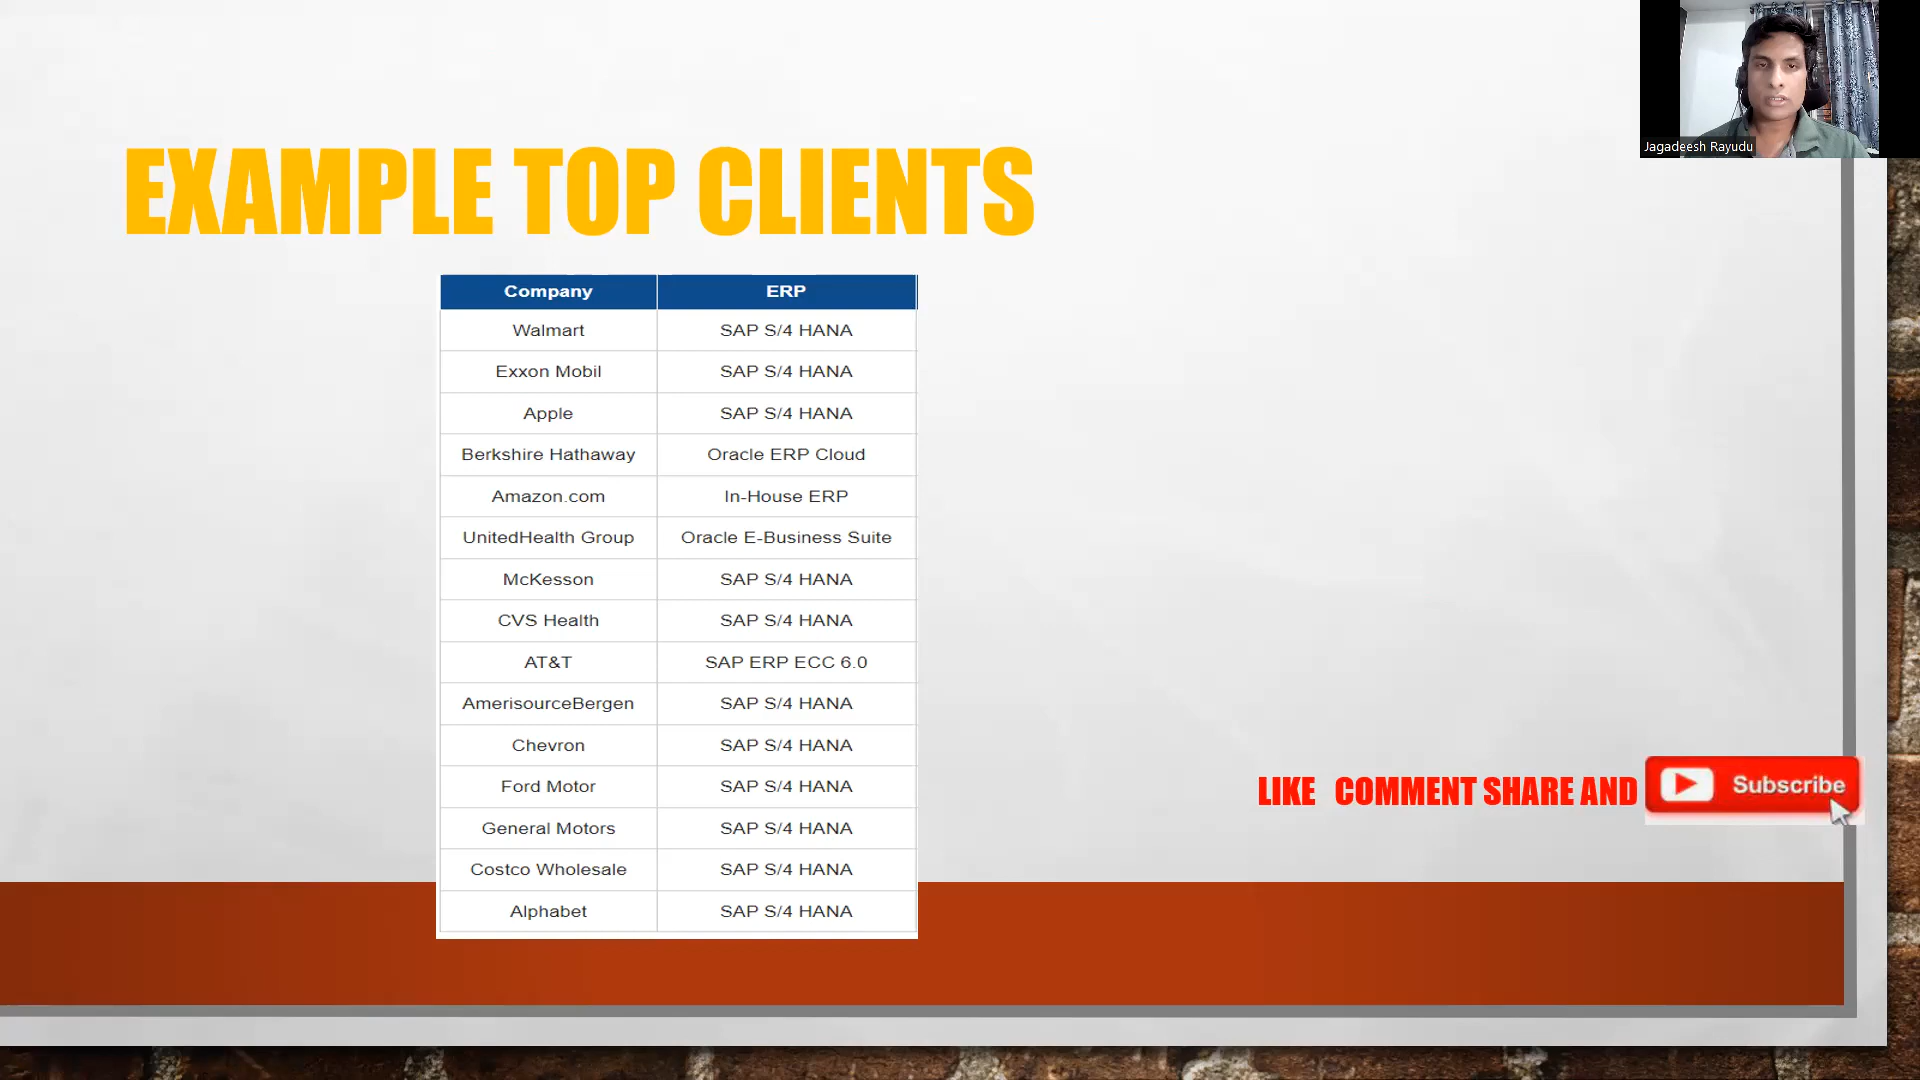 Jagadeesh Rayudu
EXAMPLE TOP CLIENTS
Company ERP
Walmart SAP S/4 HANA
Exxon Mobil SAP S/4 HANA
Apple SAP S/4 HANA
Berkshire Hathaway Oracle ERP Cloud
Amazon.com In-House ERP
UnitedHealth Group Oracle E-Business Suite
McKesson SAP S/4 HANA
CVS Health SAP S/4 HANA
AT&T SAP ERP ECC 6.0
AmerisourceBergen SAP S/4 HANA
Chevron SAP S/4 HANA
Ford Motor SAP S/4 HANA
General Motors SAP S/4 HANA
Costco Wholesale SAP S/4 HANA
Alphabet SAP S/4 HANA
LIKE COMMENT SHARE AND Subscribe